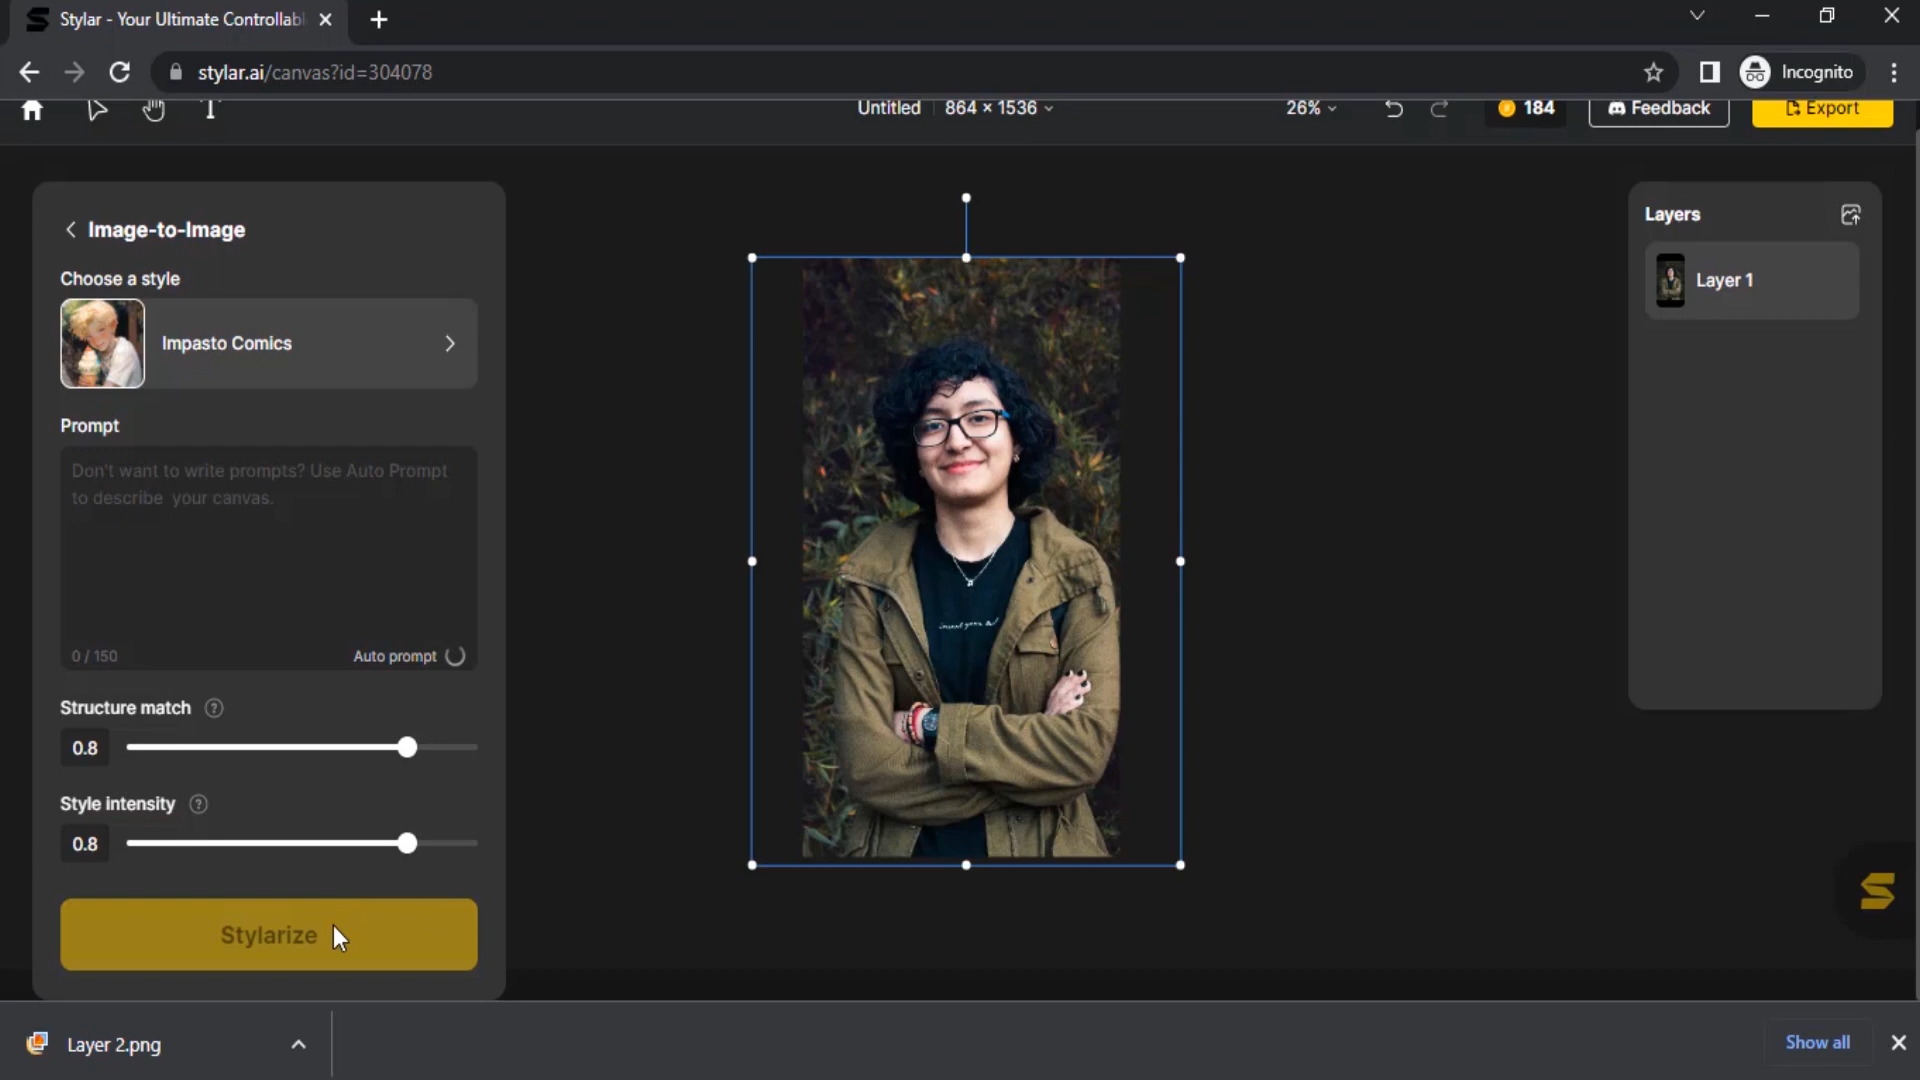 Stylar - Your Ultimate Controllab
stylar.ai/canvas?id=304078
Incognito
Untitled 864 × 1536
26%
184
Feedback
Export
Image-to-Image
Choose a style
Impasto Comics
Prompt
Don't want to write prompts? Use Auto Prompt
to describe your canvas.
0 / 150
Auto prompt
Structure match ?
0.8
Style intensity ?
0.8
Stylarize
Layers
Layer 1
Layer 2.png
Show all